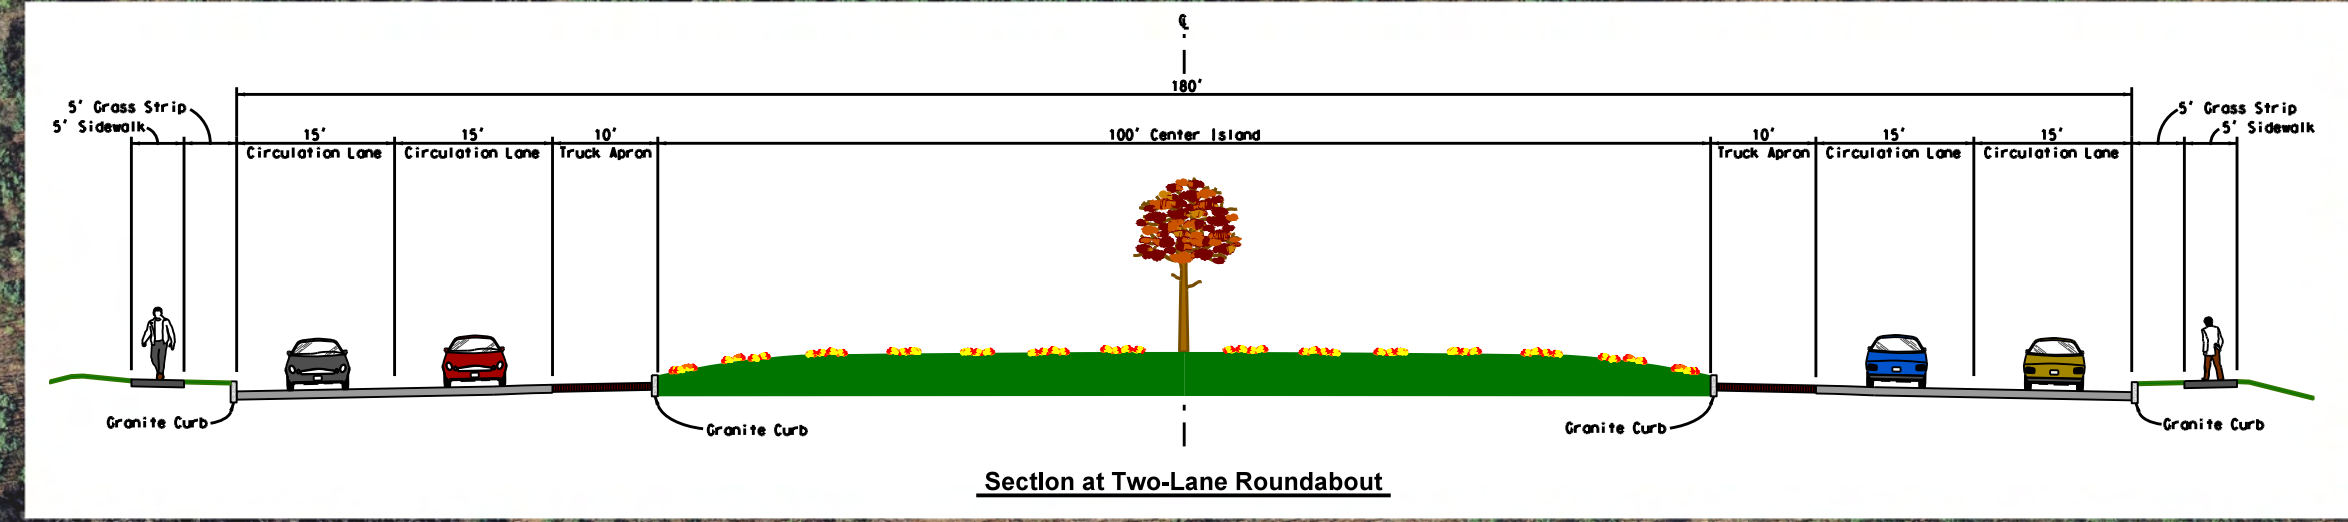 ℄
180'
5' Grass Strip
5' Sidewalk
15'
Circulation Lane
15'
Circulation Lane
10'
Truck Apron
100' Center Island
10'
Truck Apron
15'
Circulation Lane
15'
Circulation Lane
5' Grass Strip
5' Sidewalk
Granite Curb
Granite Curb
Granite Curb
Granite Curb
Section at Two-Lane Roundabout